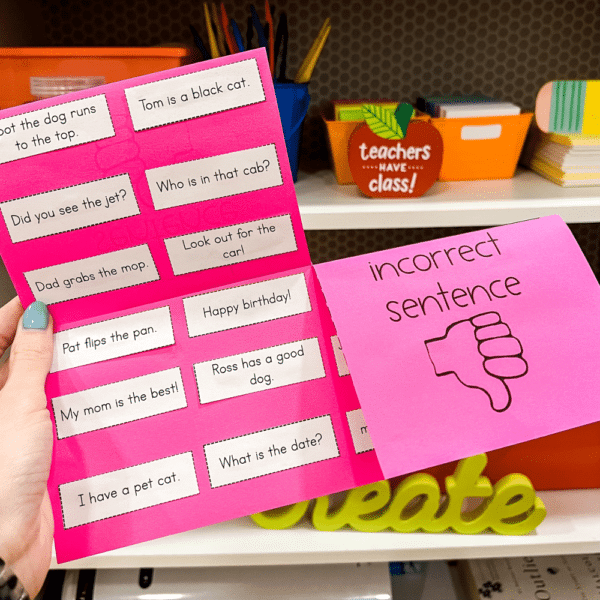 oot the dog runs
to the top.
Tom is a black cat.
Did you see the jet?
Who is in that cab?
Dad grabs the mop.
Look out for the
car!
Pat flips the pan.
Happy birthday!
My mom is the best!
Ross has a good
dog.
I have a pet cat.
What is the date?
m
incorrect
sentence
teachers
HAVE
class!
create
Outlie